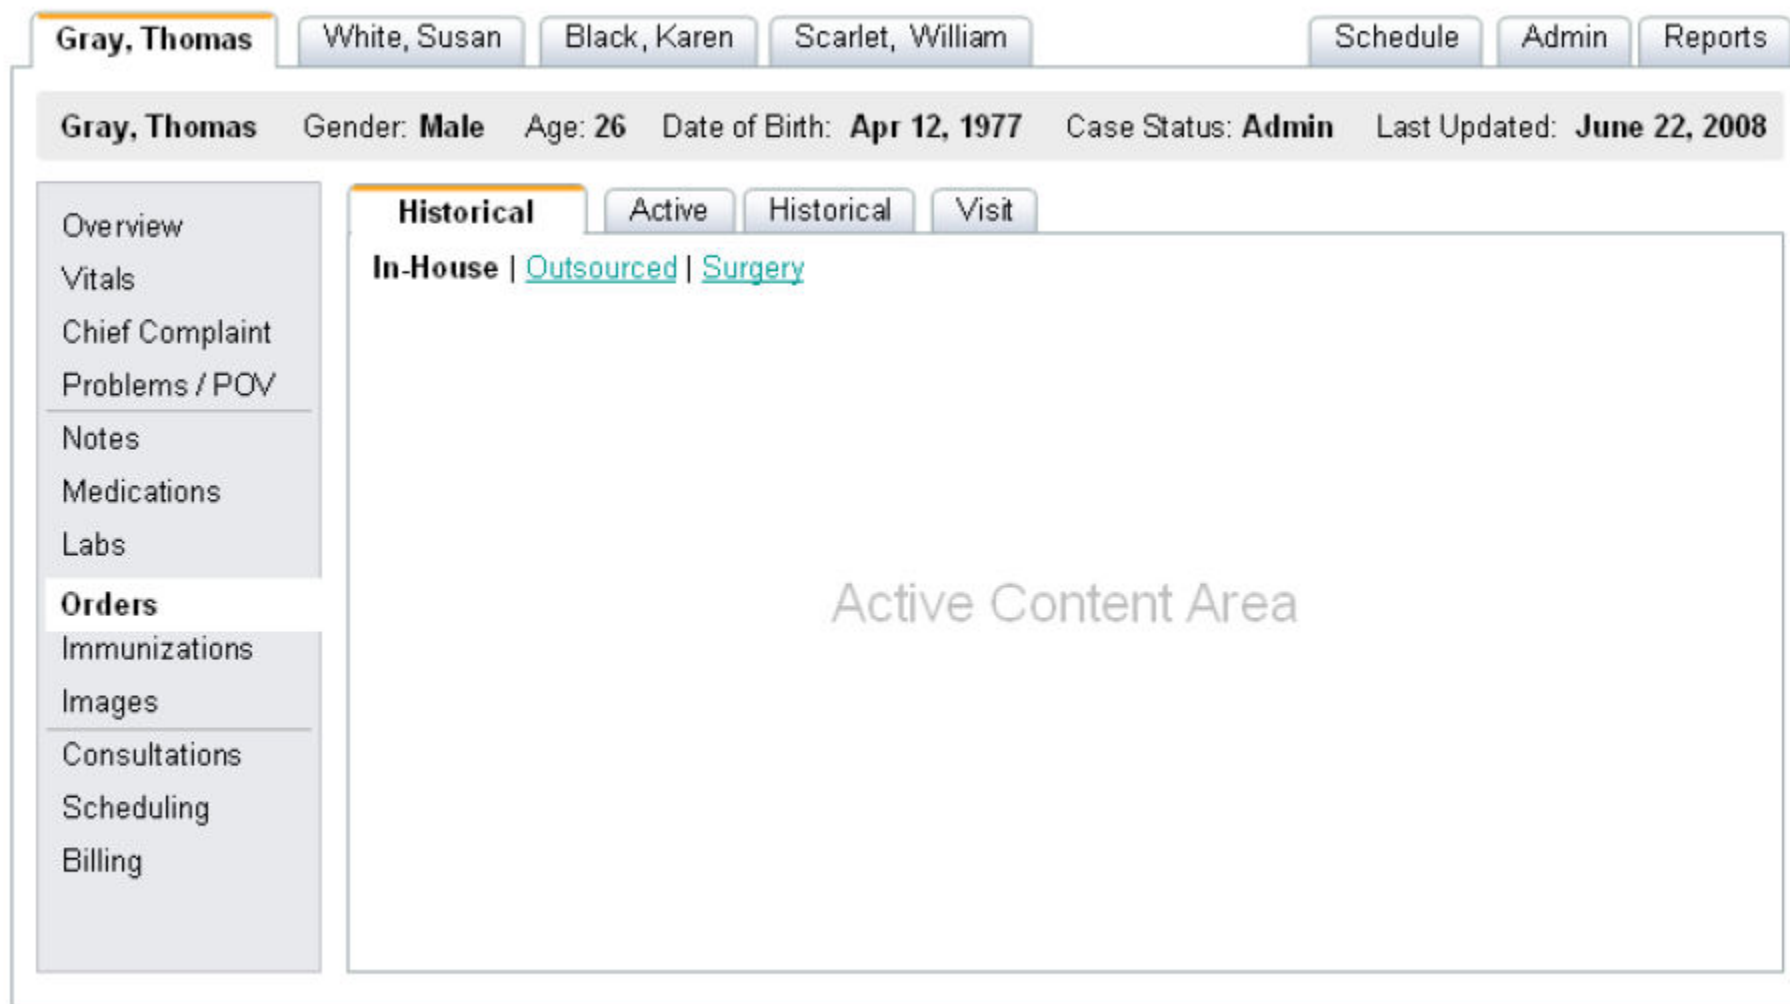 Gray, Thomas White, Susan Black, Karen Scarlet, William Schedule Admin Reports
Gray, Thomas Gender: Male Age: 26 Date of Birth: Apr 12, 1977 Case Status: Admin Last Updated: June 22, 2008
Overview
Vitals
Chief Complaint
Problems / POV
Notes
Medications
Labs
Orders
Immunizations
Images
Consultations
Scheduling
Billing
Historical Active Historical Visit
In-House | Outsourced | Surgery
Active Content Area